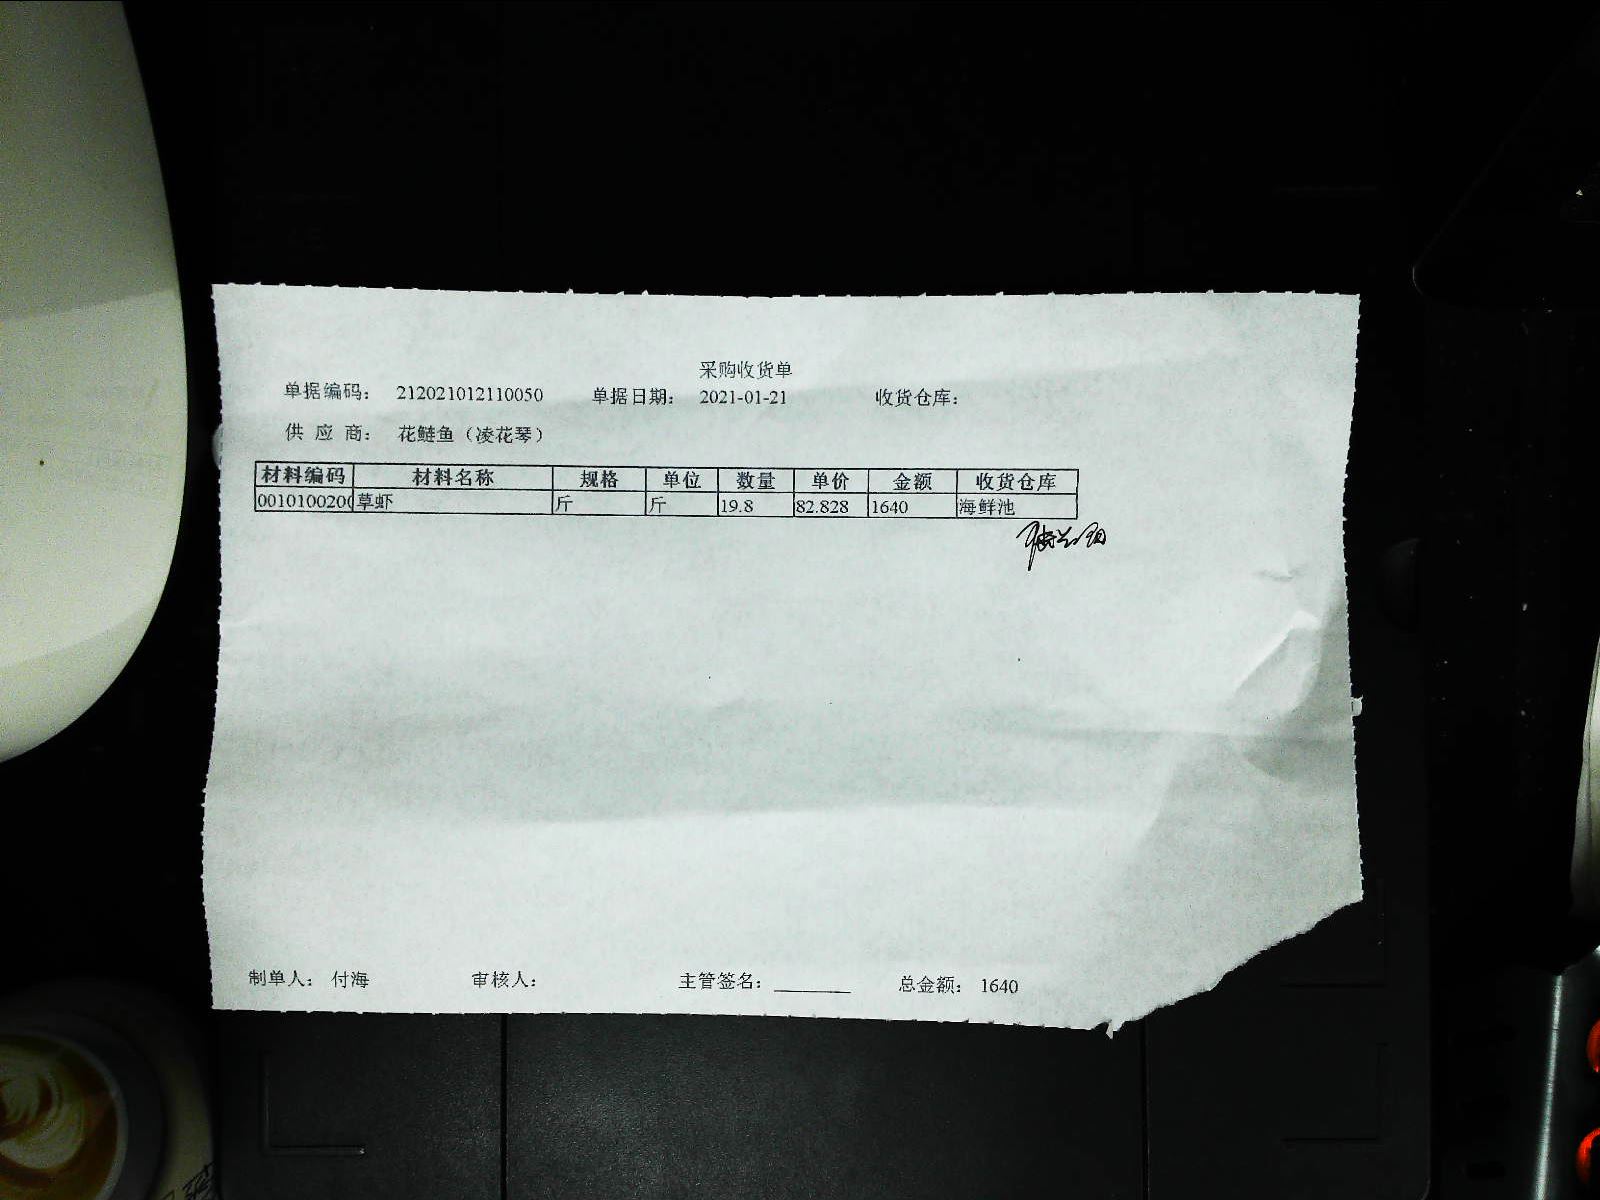 采购收货单
单据编码： 212021012110050 单据日期： 2021-01-21 收货仓库：
供 应 商： 花鲢鱼（凌花琴）
材料编码 材料名称 规格 单位 数量 单价 金额 收货仓库
001010020 草虾 斤 斤 19.8 82.828 1640 海鲜池
制单人： 付海 审核人： 主管签名：________ 总金额： 1640